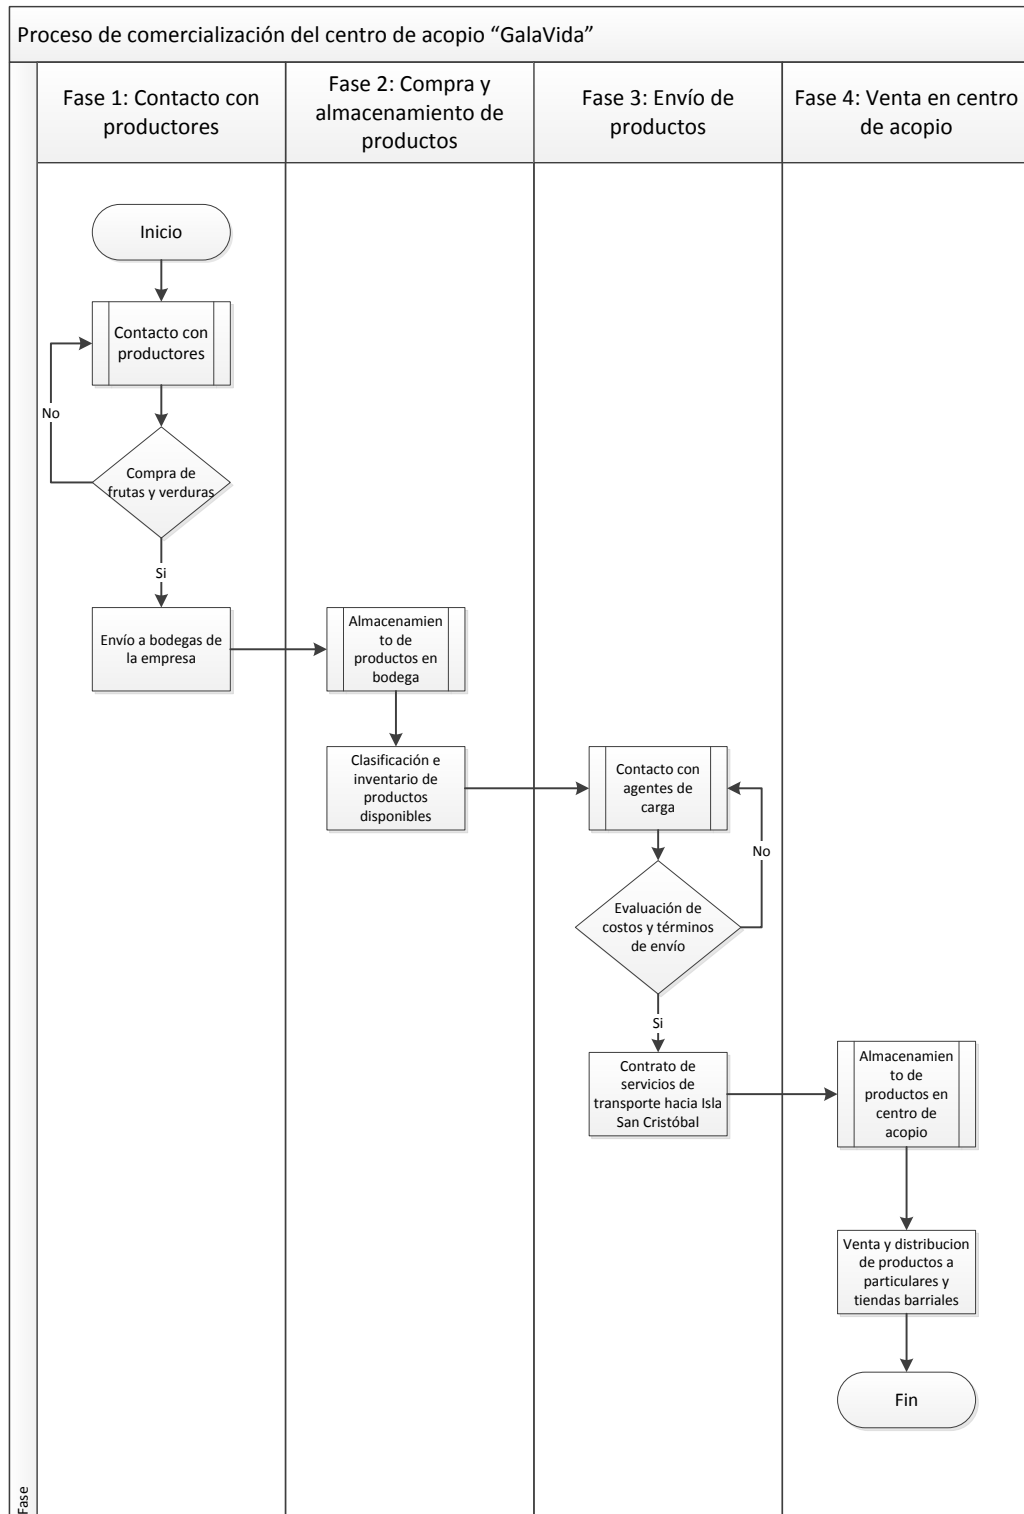 Proceso de comercialización del centro de acopio “GalaVida”
Fase 1: Contacto con
productores
Fase 2: Compra y
almacenamiento de
productos
Fase 3: Envío de
productos
Fase 4: Venta en centro
de acopio
Inicio
Contacto con
productores
No
Compra de
frutas y verduras
Si
Envío a bodegas de
la empresa
Almacenamien
to de
productos en
bodega
Clasificación e
inventario de
productos
disponibles
Contacto con
agentes de
carga
No
Evaluación de
costos y términos
de envío
Si
Contrato de
servicios de
transporte hacia Isla
San Cristóbal
Almacenamien
to de
productos en
centro de
acopio
Venta y distribucion
de productos a
particulares y
tiendas barriales
Fin
Fase